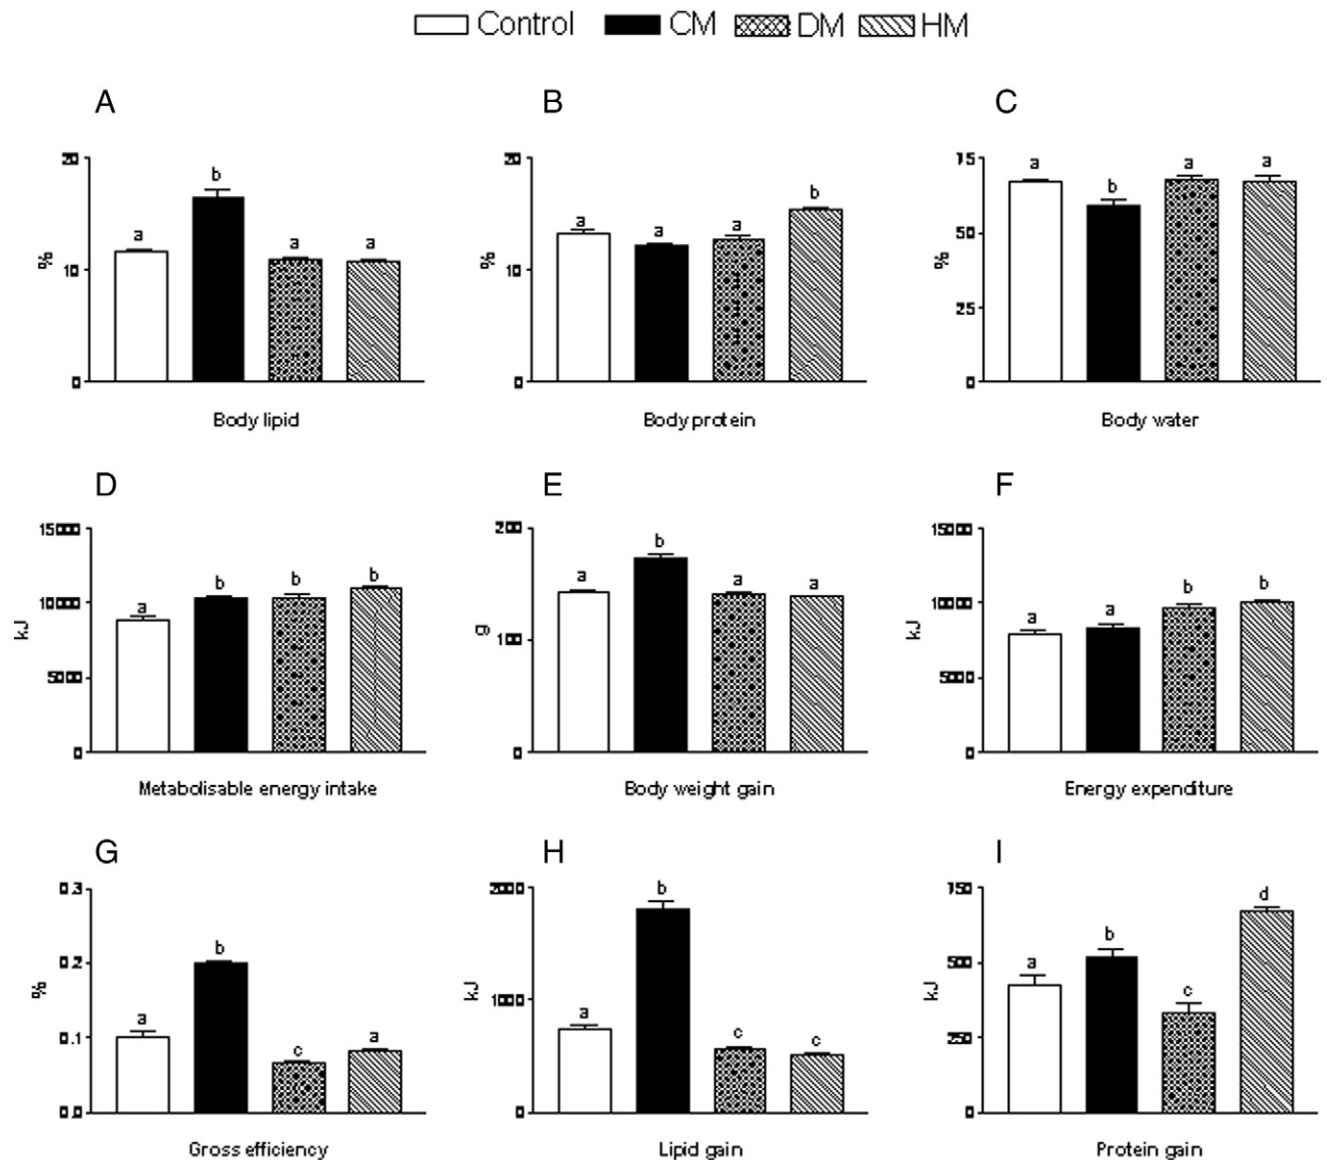 Control CM DM HM
A B C
20 20 15
b
b a a a
a a a a b
a a
% % %
10 10 50
25
0 0 0
Body lipid Body protein Body water
D E F
15000 200 15000
b
b b b a a a b b
a a a
10000 10000
kJ g kJ
100
5000 5000
0 0 0
Metabolisable energy intake Body weight gain Energy expenditure
G H I
0.3 2000 150
b d
b b
0.2 500
a
% kJ kJ
1000
a a a c
0.1 250
c c c
0.0 0 0
Gross efficiency Lipid gain Protein gain